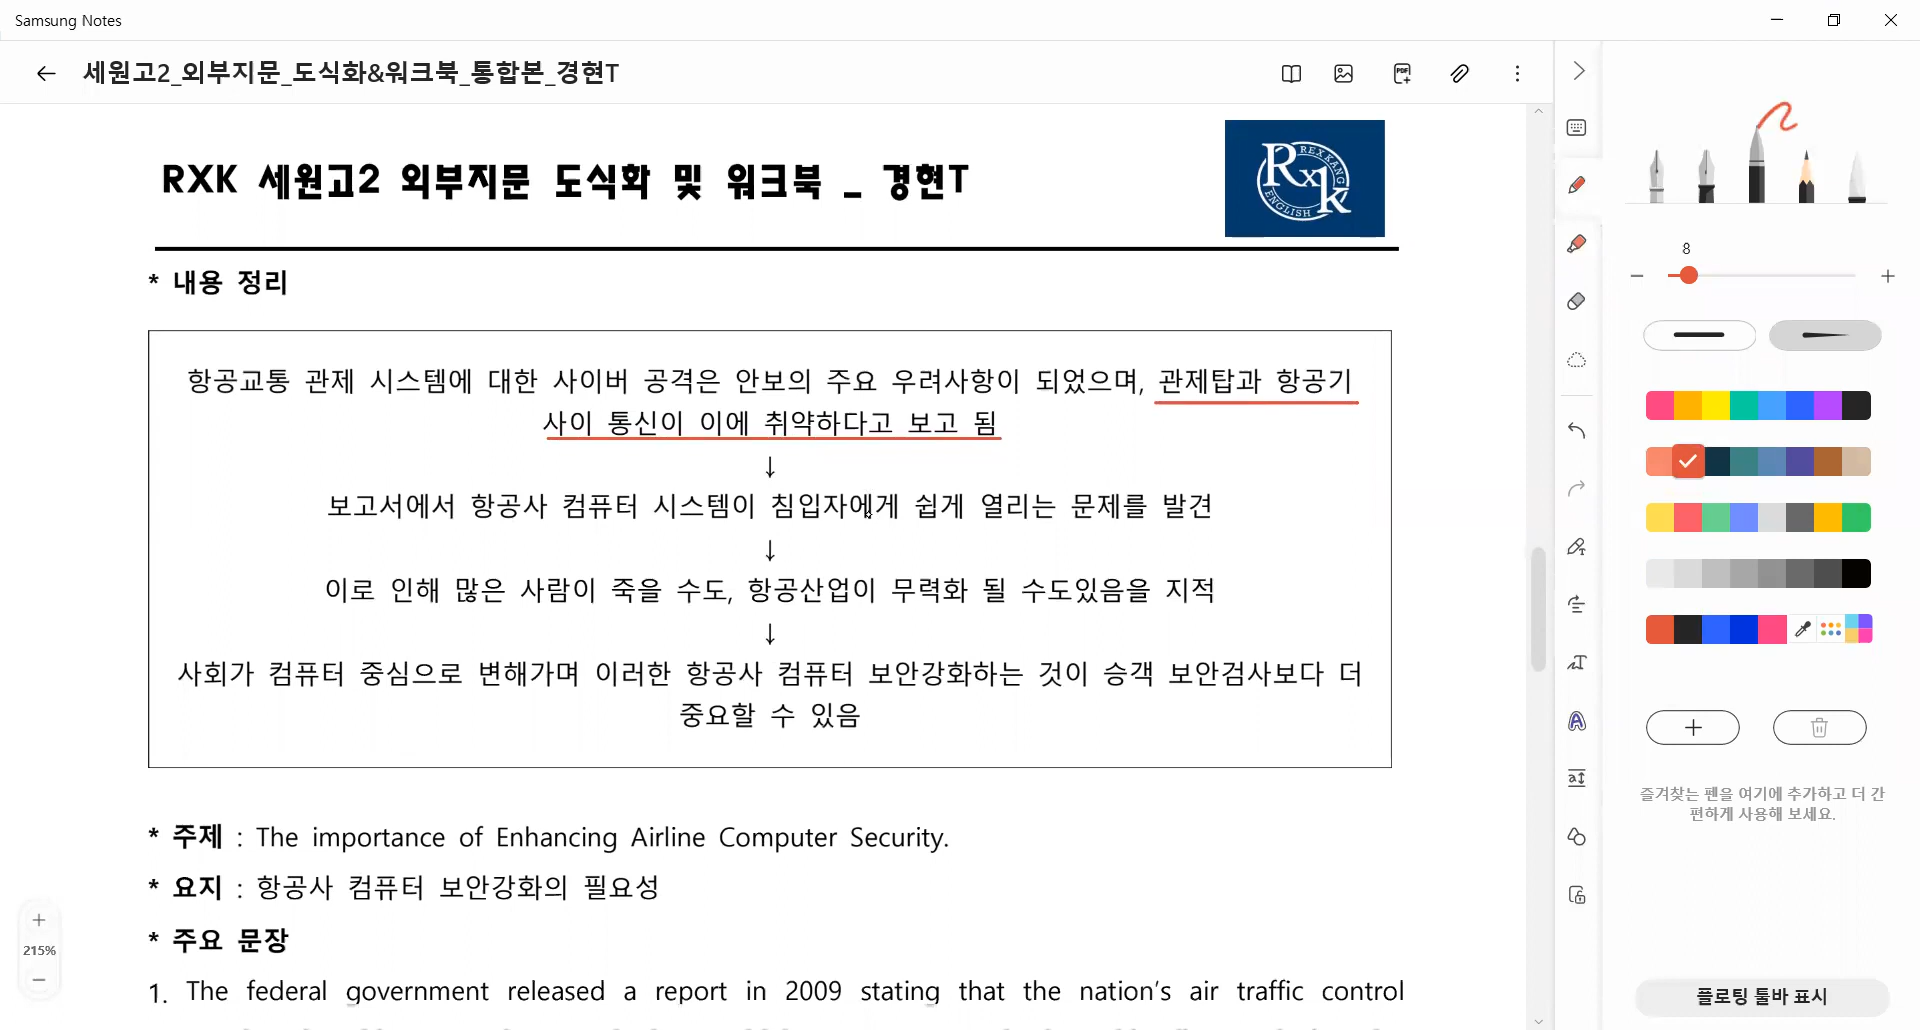 Samsung Notes
세원고2_외부지문_도식화&워크북_통합본_경현T
RXK 세원고2 외부지문 도식화 및 워크북 _ 경현T
REX KANG
RxK
ENGLISH
* 내용 정리
항공교통 관제 시스템에 대한 사이버 공격은 안보의 주요 우려사항이 되었으며, 관제탑과 항공기
사이 통신이 이에 취약하다고 보고 됨
↓
보고서에서 항공사 컴퓨터 시스템이 침입자에게 쉽게 열리는 문제를 발견
↓
이로 인해 많은 사람이 죽을 수도, 항공산업이 무력화 될 수도있음을 지적
↓
사회가 컴퓨터 중심으로 변해가며 이러한 항공사 컴퓨터 보안강화하는 것이 승객 보안검사보다 더
중요할 수 있음
* 주제 : The importance of Enhancing Airline Computer Security.
* 요지 : 항공사 컴퓨터 보안강화의 필요성
* 주요 문장
1. The federal government released a report in 2009 stating that the nation's air traffic control
215%
8
즐겨찾는 펜을 여기에 추가하고 더 간
편하게 사용해 보세요.
플로팅 툴바 표시